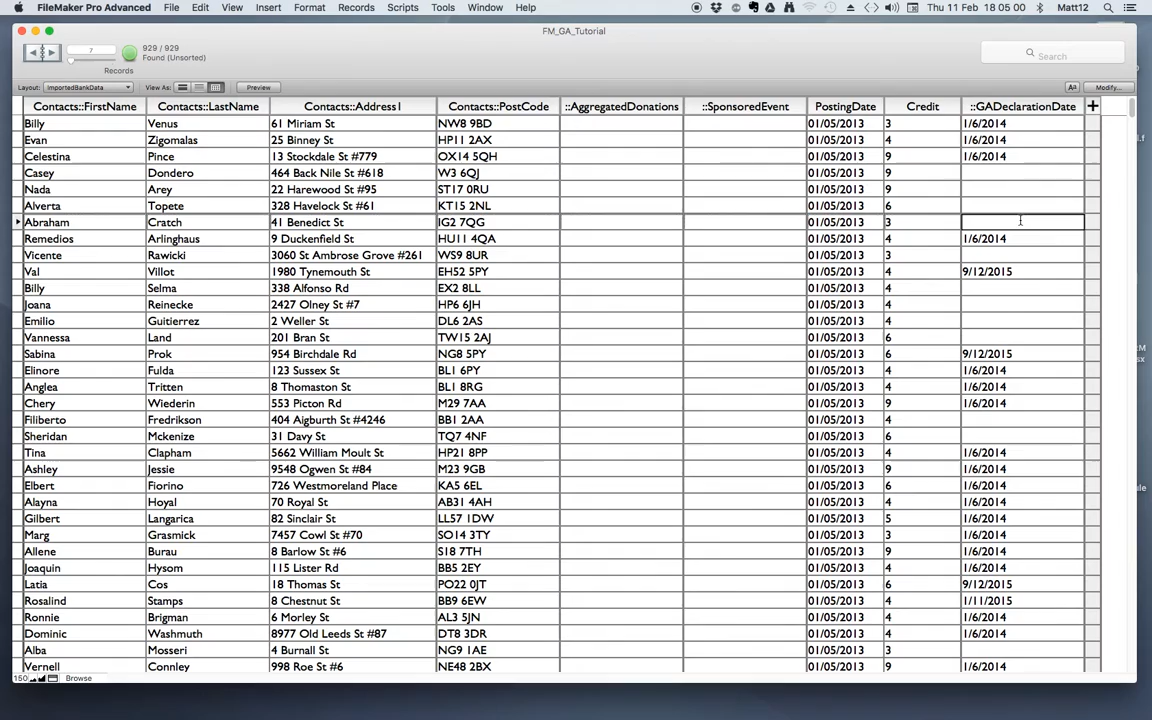 FileMaker Pro Advanced File Edit View Insert Format Records Scripts Tools Window Help Thu 11 Feb 18 05 00 Matt12
FM_GA_Tutorial
7 929 / 929
Found (Unsorted)
Records
Search
Layout: ImportedBankData View As: Preview Aa Modify...
Contacts::FirstName Contacts::LastName Contacts::Address1 Contacts::PostCode ::AggregatedDonations ::SponsoredEvent PostingDate Credit ::GADeclarationDate +
Billy Venus 61 Miriam St NW8 9BD 01/05/2013 3 1/6/2014
Evan Zigomalas 25 Binney St HP11 2AX 01/05/2013 4 1/6/2014
Celestina Pince 13 Stockdale St #779 OX14 5QH 01/05/2013 9 1/6/2014
Casey Dondero 464 Back Nile St #618 W3 6QJ 01/05/2013 9
Nada Arey 22 Harewood St #95 ST17 0RU 01/05/2013 9
Alverta Topete 328 Havelock St #61 KT15 2NL 01/05/2013 6
Abraham Cratch 41 Benedict St IG2 7QG 01/05/2013 3
Remedios Arlinghaus 9 Duckenfield St HU11 4QA 01/05/2013 4 1/6/2014
Vicente Rawicki 3060 St Ambrose Grove #261 WS9 8UR 01/05/2013 3
Val Villot 1980 Tynemouth St EH52 5PY 01/05/2013 4 9/12/2015
Billy Selma 338 Alfonso Rd EX2 8LL 01/05/2013 4
Joana Reinecke 2427 Olney St #7 HP6 6JH 01/05/2013 4
Emilio Guitierrez 2 Weller St DL6 2AS 01/05/2013 4
Vannessa Land 201 Bran St TW15 2AJ 01/05/2013 6
Sabina Prok 954 Birchdale Rd NG8 5PY 01/05/2013 6 9/12/2015
Elinore Fulda 123 Sussex St BL1 6PY 01/05/2013 4 1/6/2014
Anglea Tritten 8 Thomaston St BL1 8RG 01/05/2013 4 1/6/2014
Chery Wiederin 553 Picton Rd M29 7AA 01/05/2013 9 1/6/2014
Filiberto Fredrikson 404 Aigburth St #4246 BB1 2AA 01/05/2013 4
Sheridan Mckenize 31 Davy St TQ7 4NF 01/05/2013 6
Tina Clapham 5662 William Moult St HP21 8PP 01/05/2013 4 1/6/2014
Ashley Jessie 9548 Ogwen St #84 M23 9GB 01/05/2013 9 1/6/2014
Elbert Fiorino 726 Westmoreland Place KA5 6EL 01/05/2013 6 1/6/2014
Alayna Hoyal 70 Royal St AB31 4AH 01/05/2013 4 1/6/2014
Gilbert Langarica 82 Sinclair St LL57 1DW 01/05/2013 5 1/6/2014
Marg Grasmick 7457 Cowl St #70 SO14 3TY 01/05/2013 3 1/6/2014
Allene Burau 8 Barlow St #6 S18 7TH 01/05/2013 9 1/6/2014
Joaquin Hysom 115 Lister Rd BB5 2EY 01/05/2013 4 1/6/2014
Latia Cos 18 Thomas St PO22 0JT 01/05/2013 6 9/12/2015
Rosalind Stamps 8 Chestnut St BB9 6EW 01/05/2013 4 1/11/2015
Ronnie Brigman 6 Morley St AL3 5JN 01/05/2013 4 1/6/2014
Dominic Washmuth 8977 Old Leeds St #87 DT8 3DR 01/05/2013 4 1/6/2014
Alba Mosseri 4 Burnall St NG9 1AE 01/05/2013 3
Vernell Connley 998 Roe St #6 NE48 2BX 01/05/2013 9 1/6/2014
150 Browse